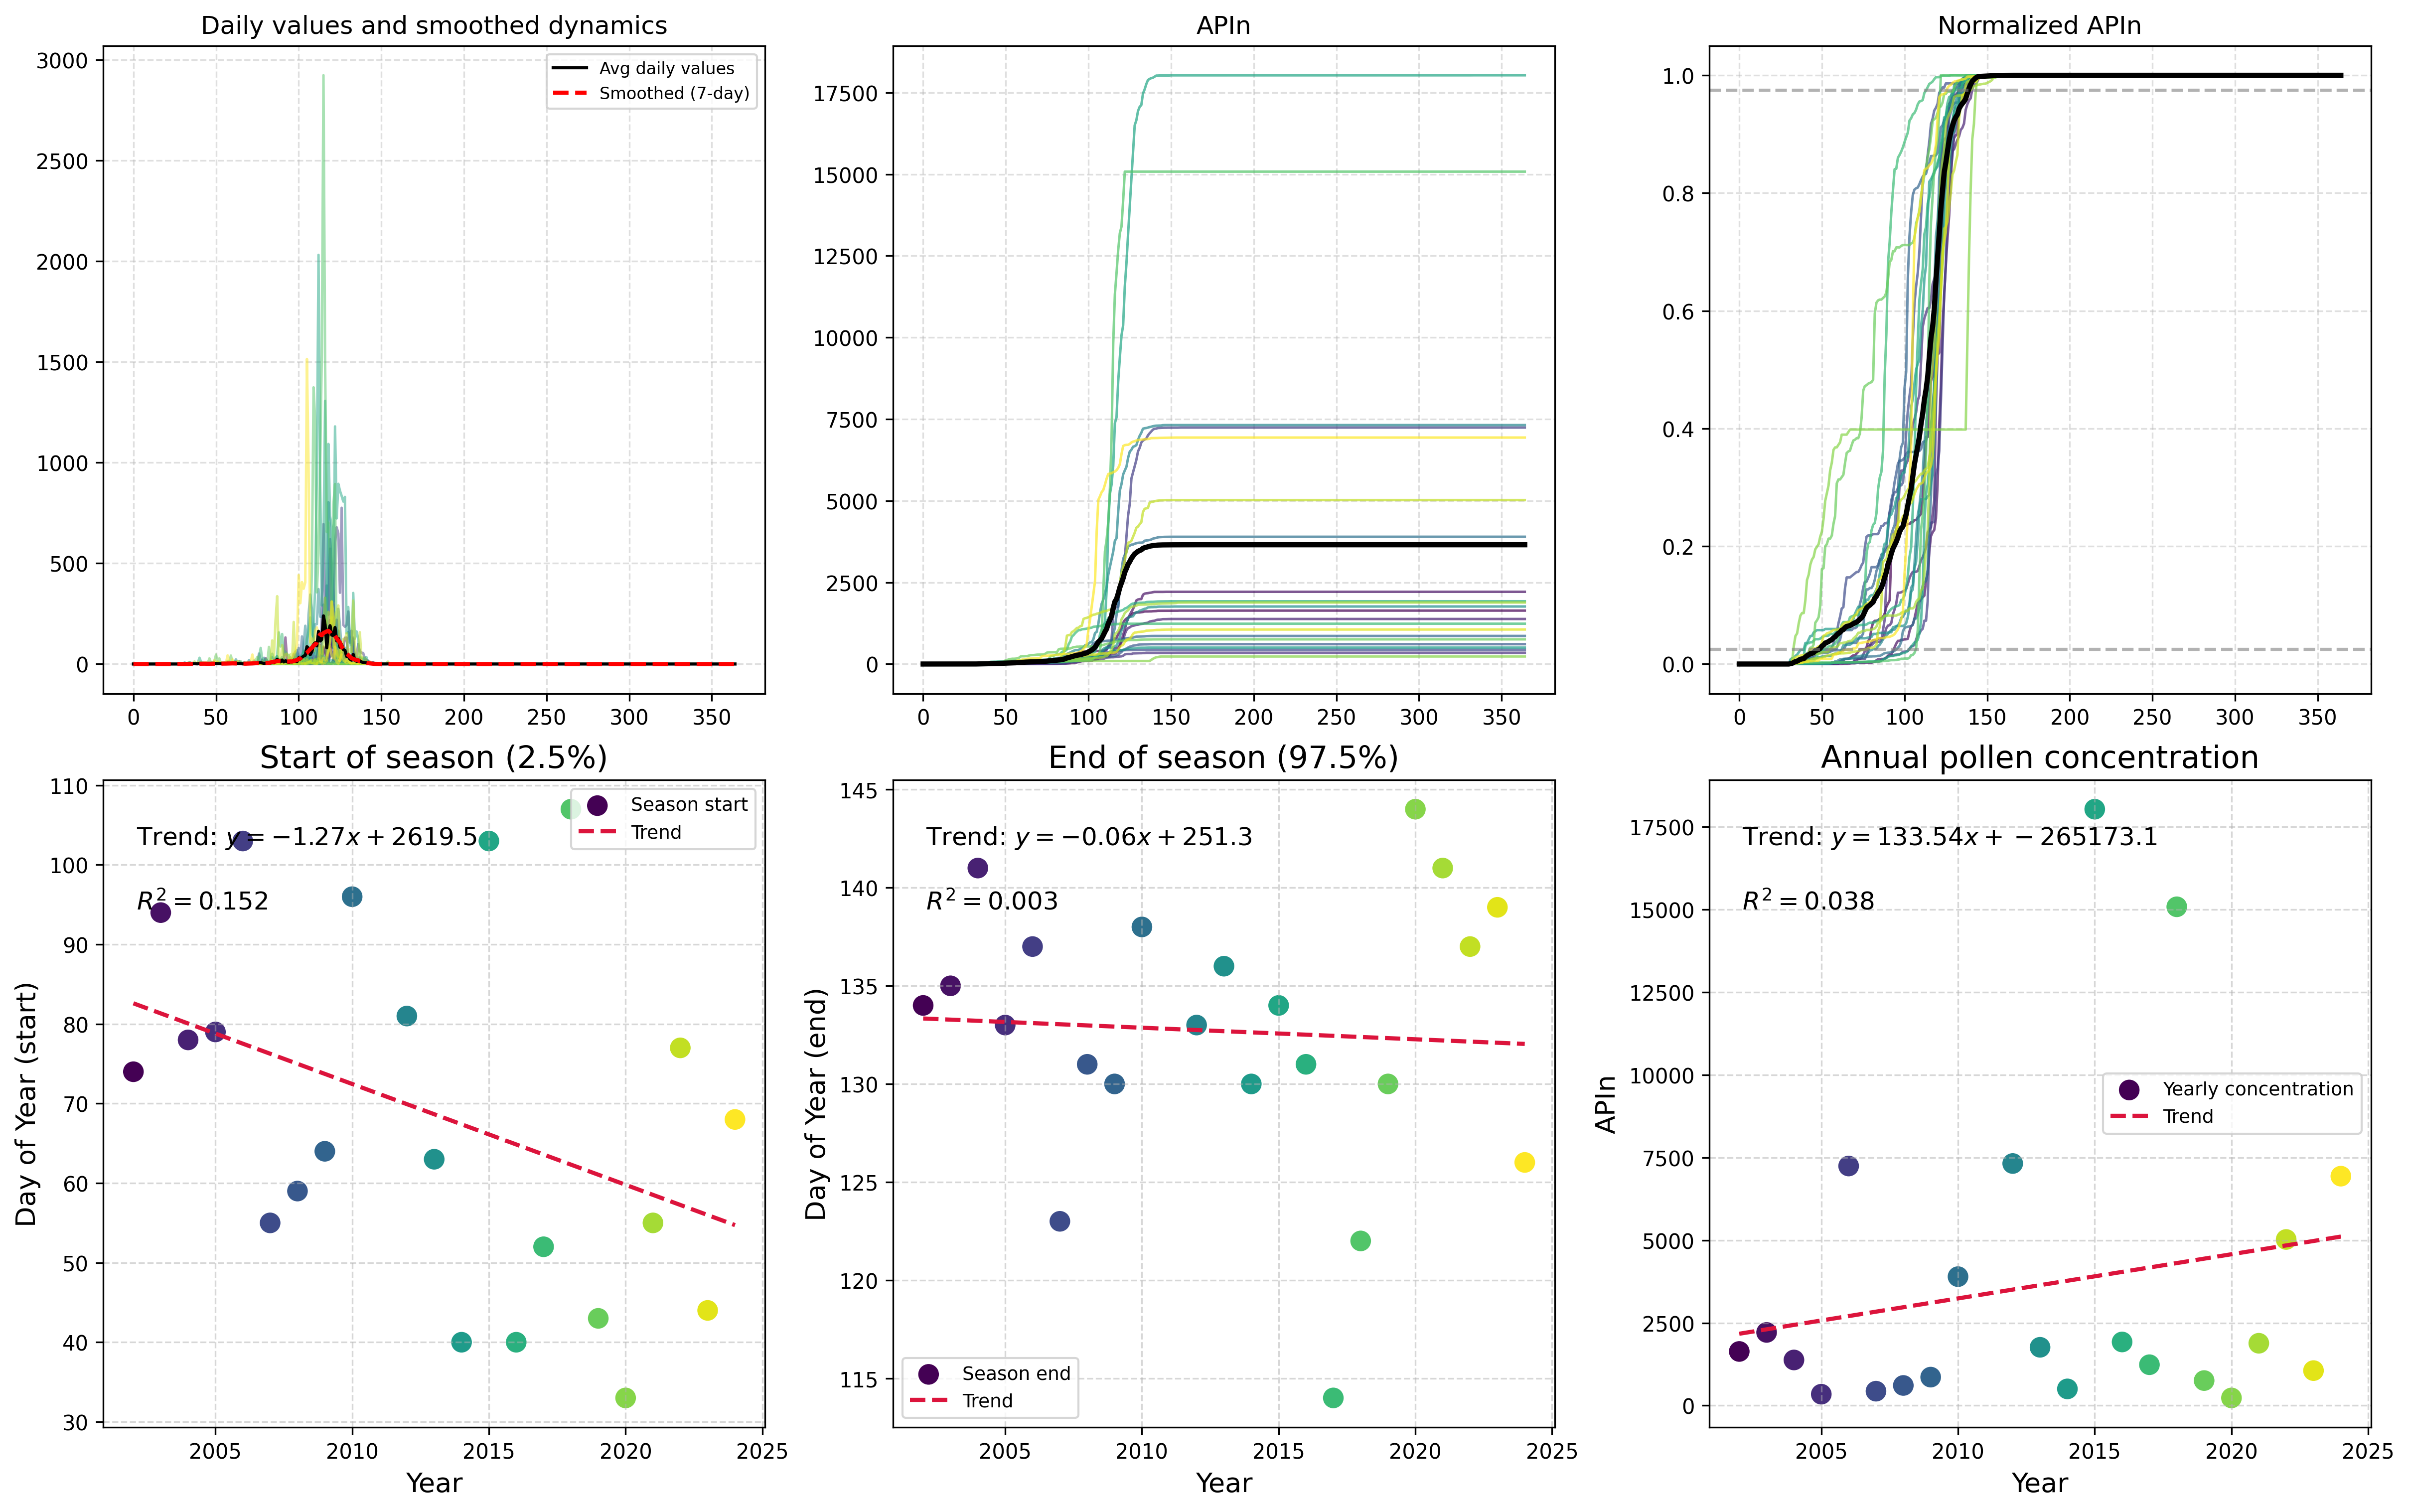 Daily values and smoothed dynamics
3000
2500
2000
1500
1000
500
0
0 50 100 150 200 250 300 350
Avg daily values
Smoothed (7-day)
APIn
17500
15000
12500
10000
7500
5000
2500
0
0 50 100 150 200 250 300 350
Normalized APIn
1.0
0.8
0.6
0.4
0.2
0.0
0 50 100 150 200 250 300 350
Start of season (2.5%)
Day of Year (start)
110
100
90
80
70
60
50
40
30
Trend: y = −1.27x + 2619.5
R² = 0.152
Season start
Trend
2005 2010 2015 2020 2025
Year
End of season (97.5%)
Day of Year (end)
145
140
135
130
125
120
115
Trend: y = −0.06x + 251.3
R² = 0.003
Season end
Trend
2005 2010 2015 2020 2025
Year
Annual pollen concentration
APIn
17500
15000
12500
10000
7500
5000
2500
0
Trend: y = 133.54x + −265173.1
R² = 0.038
Yearly concentration
Trend
2005 2010 2015 2020 2025
Year